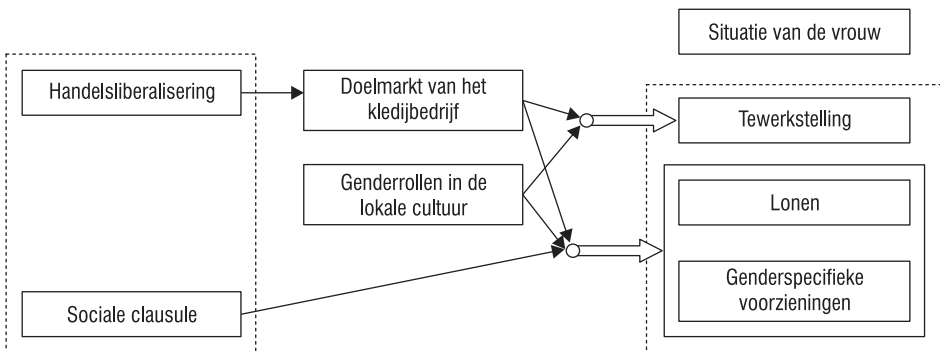 Situatie van de vrouw
Handelsliberalisering
Doelmarkt van het
kledijbedrijf
Tewerkstelling
Genderrollen in de
lokale cultuur
Lonen
Sociale clausule
Genderspecifieke
voorzieningen